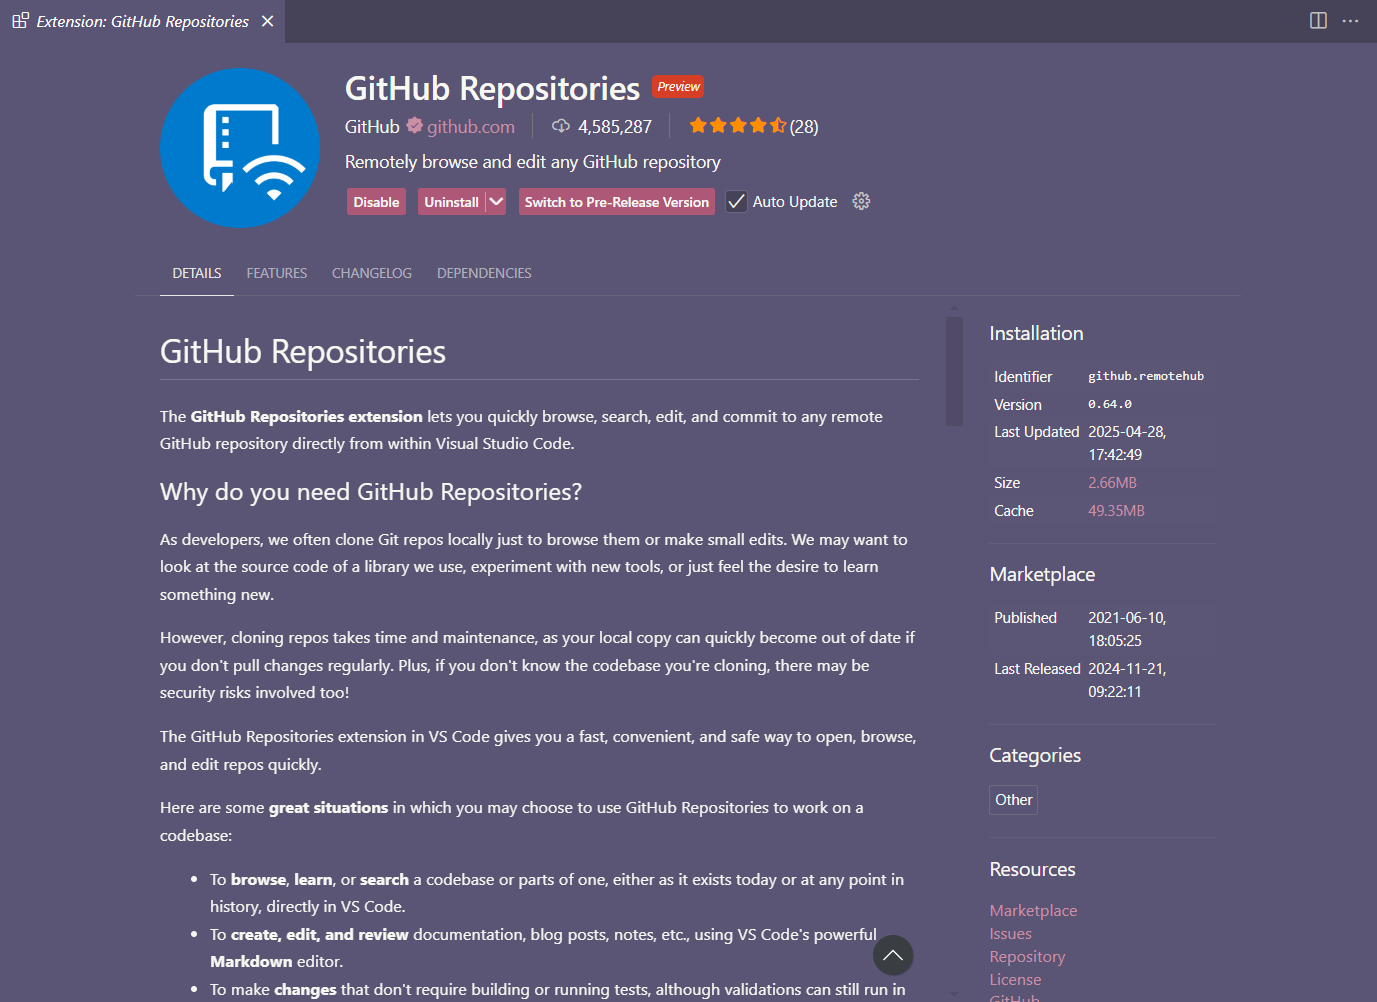 Extension: GitHub Repositories
GitHub Repositories Preview
GitHub github.com 4,585,287 (28)
Remotely browse and edit any GitHub repository
Disable Uninstall Switch to Pre-Release Version Auto Update
DETAILS FEATURES CHANGELOG DEPENDENCIES
GitHub Repositories
The GitHub Repositories extension lets you quickly browse, search, edit, and commit to any remote
GitHub repository directly from within Visual Studio Code.
Why do you need GitHub Repositories?
As developers, we often clone Git repos locally just to browse them or make small edits. We may want to
look at the source code of a library we use, experiment with new tools, or just feel the desire to learn
something new.
However, cloning repos takes time and maintenance, as your local copy can quickly become out of date if
you don't pull changes regularly. Plus, if you don't know the codebase you're cloning, there may be
security risks involved too!
The GitHub Repositories extension in VS Code gives you a fast, convenient, and safe way to open, browse,
and edit repos quickly.
Here are some great situations in which you may choose to use GitHub Repositories to work on a
codebase:
• To browse, learn, or search a codebase or parts of one, either as it exists today or at any point in
history, directly in VS Code.
• To create, edit, and review documentation, blog posts, notes, etc., using VS Code's powerful
Markdown editor.
• To make changes that don't require building or running tests, although validations can still run in
Installation
Identifier github.remotehub
Version 0.64.0
Last Updated 2025-04-28,
17:42:49
Size 2.66MB
Cache 49.35MB
Marketplace
Published 2021-06-10,
18:05:25
Last Released 2024-11-21,
09:22:11
Categories
Other
Resources
Marketplace
Issues
Repository
License
GitHub